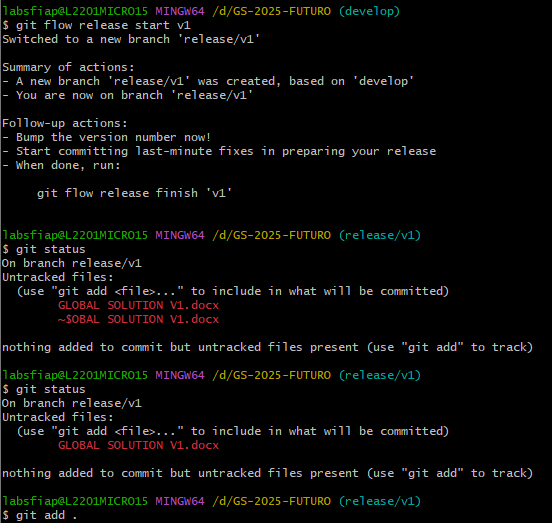 labsfiap@L2201MICRO15 MINGW64 /d/GS-2025-FUTURO (develop)
$ git flow release start v1
Switched to a new branch 'release/v1'

Summary of actions:
- A new branch 'release/v1' was created, based on 'develop'
- You are now on branch 'release/v1'

Follow-up actions:
- Bump the version number now!
- Start committing last-minute fixes in preparing your release
- When done, run:

     git flow release finish 'v1'

labsfiap@L2201MICRO15 MINGW64 /d/GS-2025-FUTURO (release/v1)
$ git status
On branch release/v1
Untracked files:
  (use "git add <file>..." to include in what will be committed)
        GLOBAL SOLUTION V1.docx
        ~$OBAL SOLUTION V1.docx

nothing added to commit but untracked files present (use "git add" to track)

labsfiap@L2201MICRO15 MINGW64 /d/GS-2025-FUTURO (release/v1)
$ git status
On branch release/v1
Untracked files:
  (use "git add <file>..." to include in what will be committed)
        GLOBAL SOLUTION V1.docx

nothing added to commit but untracked files present (use "git add" to track)

labsfiap@L2201MICRO15 MINGW64 /d/GS-2025-FUTURO (release/v1)
$ git add .